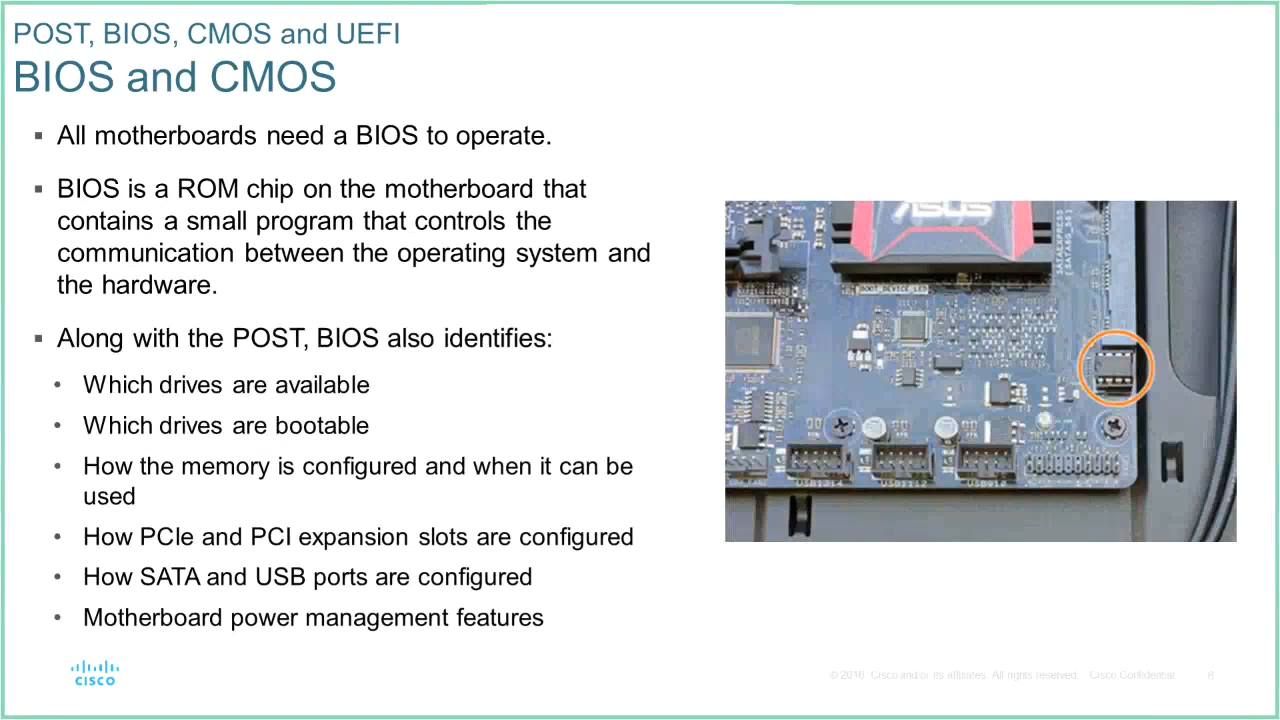 POST, BIOS, CMOS and UEFI
BIOS and CMOS
▪ All motherboards need a BIOS to operate.
▪ BIOS is a ROM chip on the motherboard that
contains a small program that controls the
communication between the operating system and
the hardware.
▪ Along with the POST, BIOS also identifies:
• Which drives are available
• Which drives are bootable
• How the memory is configured and when it can be
used
• How PCIe and PCI expansion slots are configured
• How SATA and USB ports are configured
• Motherboard power management features
ASUS
SATAEXPRESS
BOOT_DEVICE_LED
CISCO
© 2016 Cisco and/or its affiliates. All rights reserved. Cisco Confidential